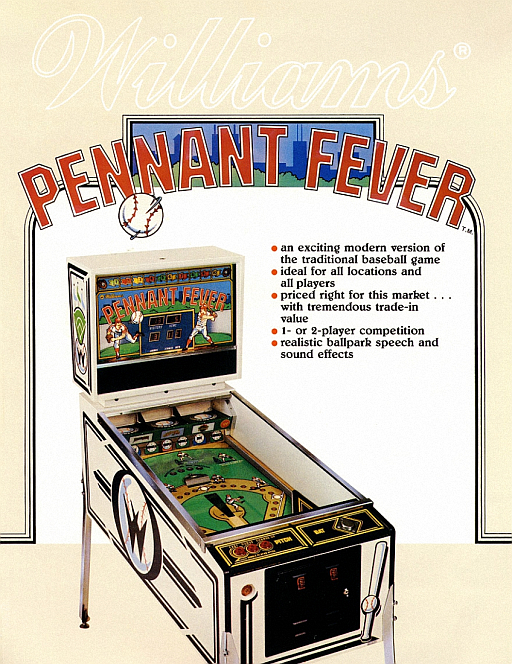 Williams®
PENNANT FEVER
T.M.
• an exciting modern version of
the traditional baseball game
• ideal for all locations and
all players
• priced right for this market . . .
with tremendous trade-in
value
• 1- or 2-player competition
• realistic ballpark speech and
sound effects
PENNANT FEVER
W
PITCH
BAT